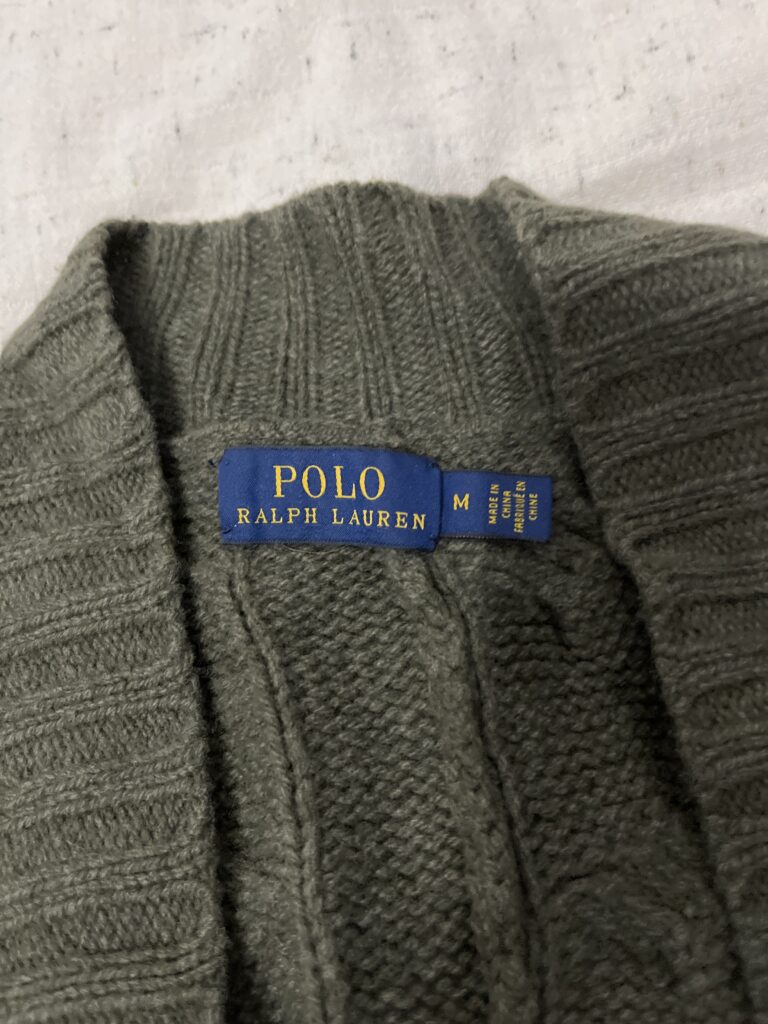 POLO
RALPH LAUREN
M
MADE IN
CHINA
FABRIQUÉ EN
CHINE